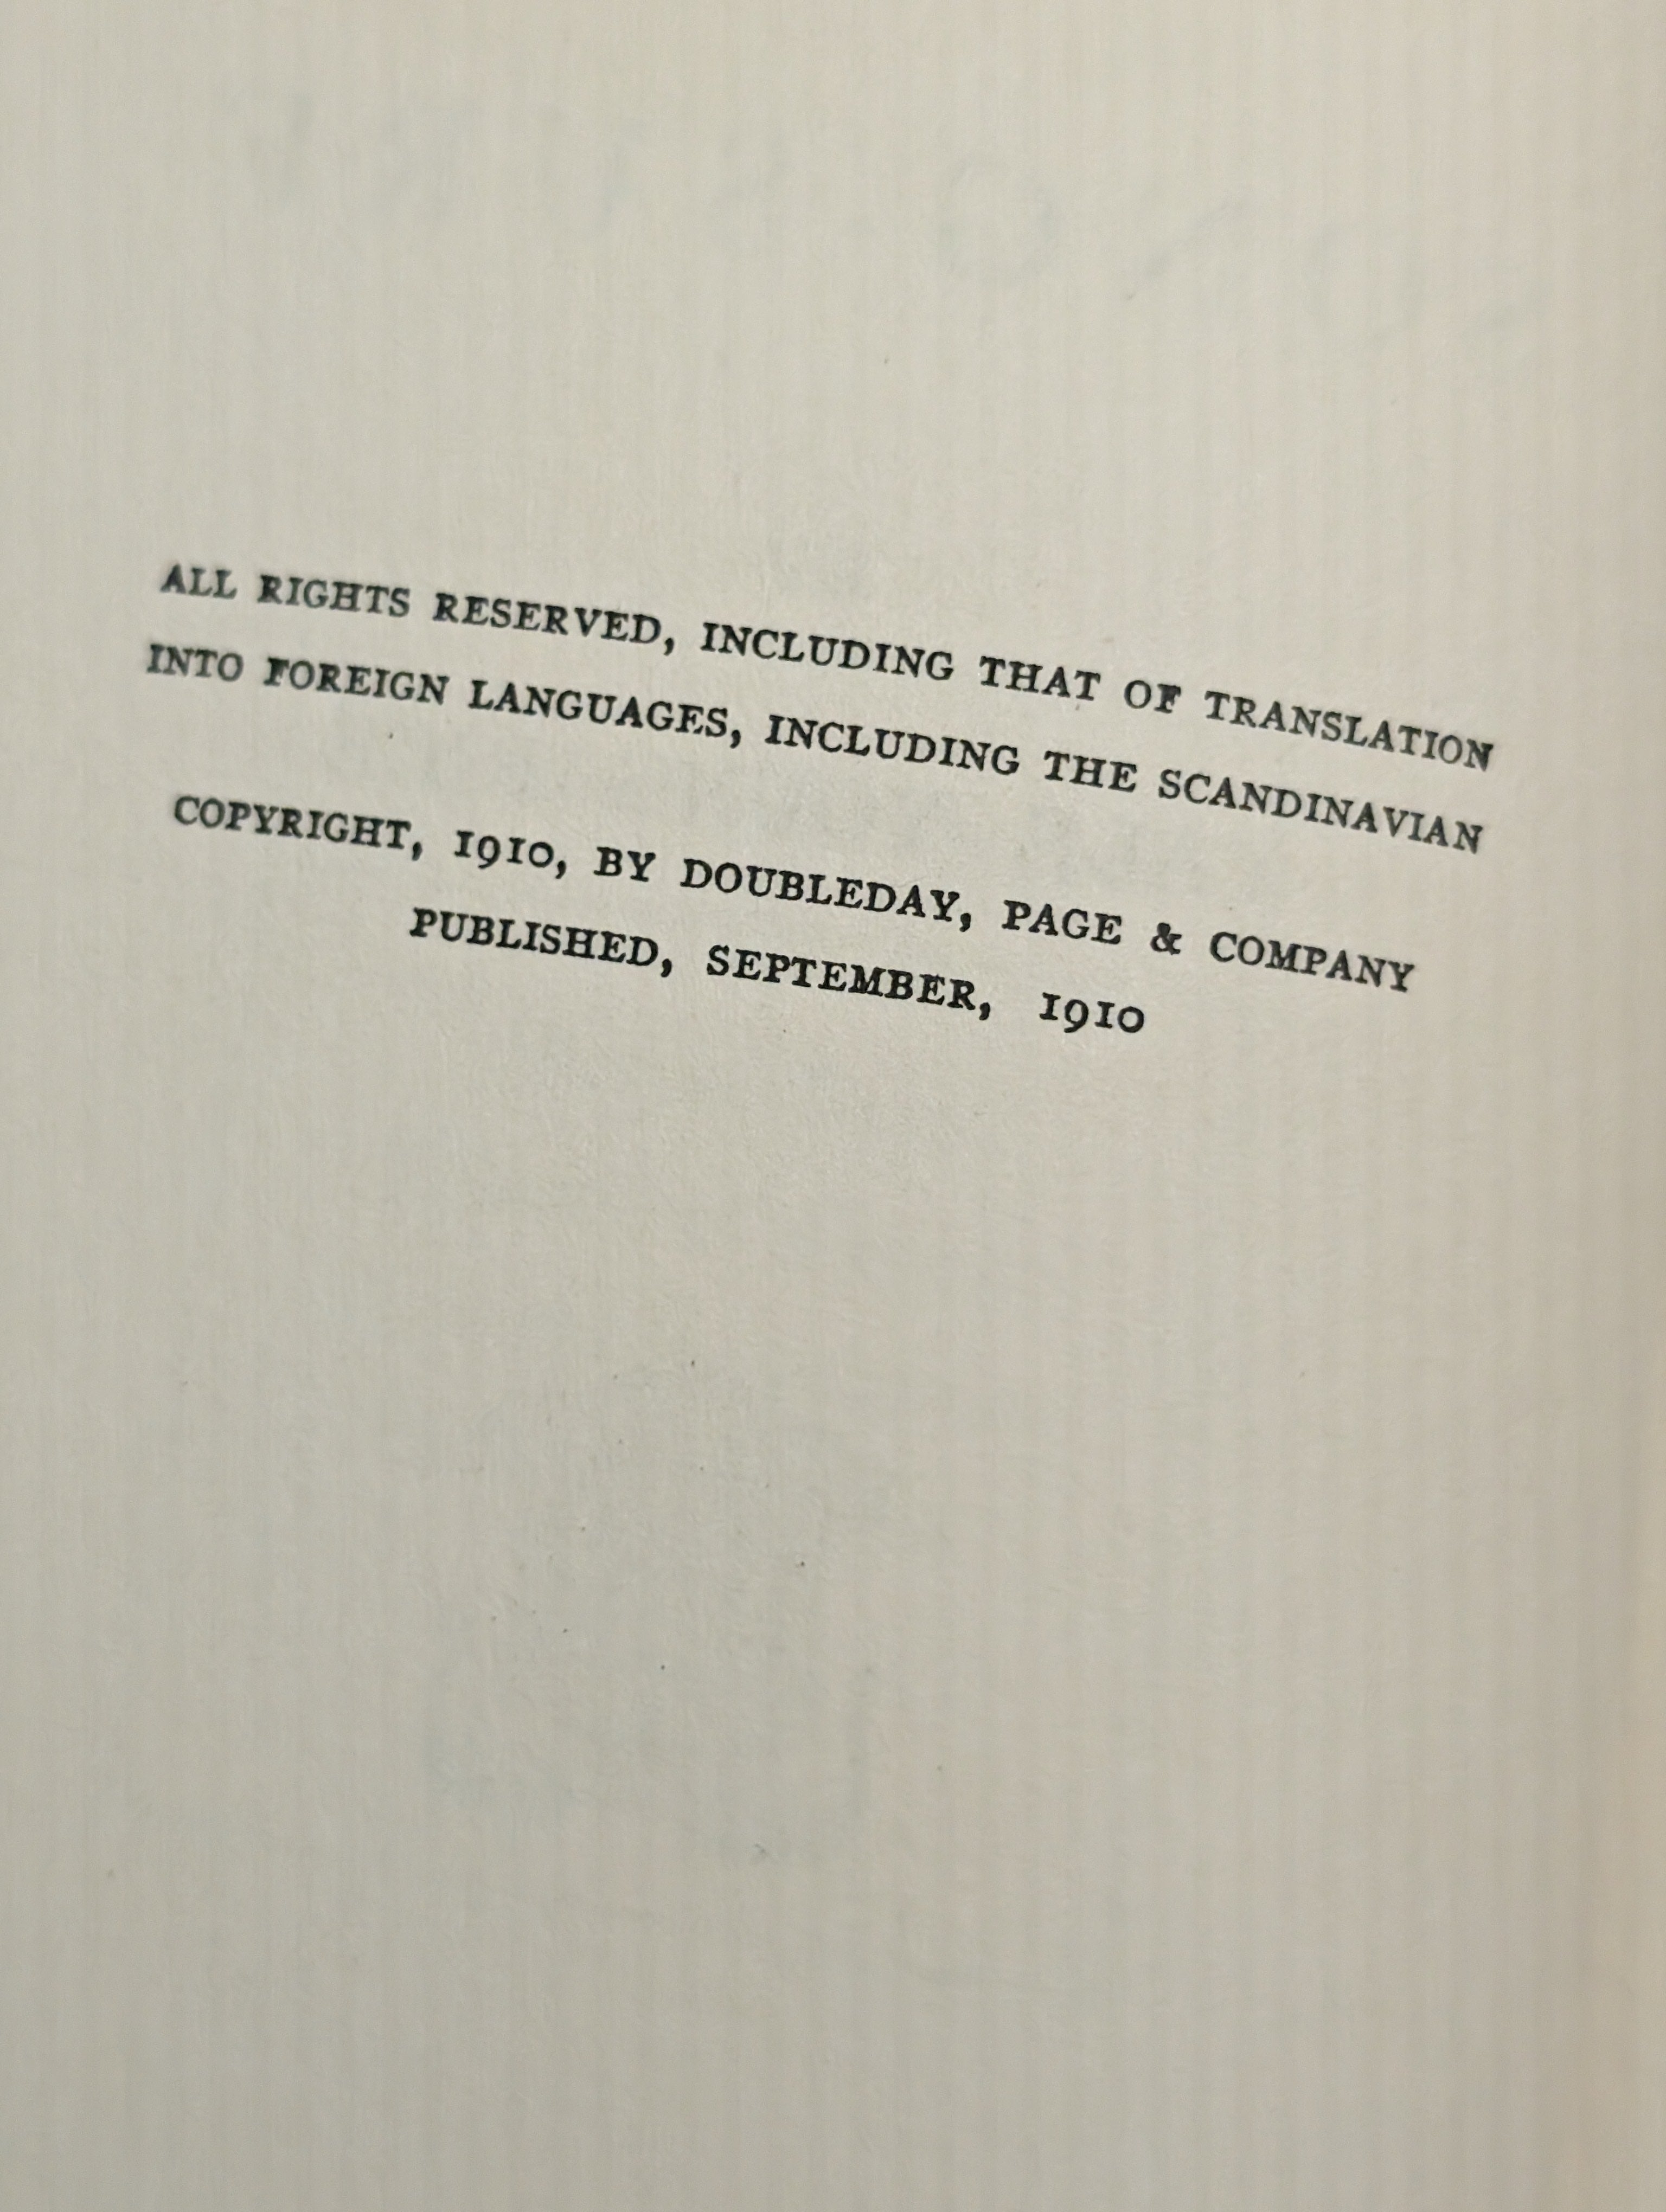 ALL RIGHTS RESERVED, INCLUDING THAT OF TRANSLATION
INTO FOREIGN LANGUAGES, INCLUDING THE SCANDINAVIAN
COPYRIGHT, 1910, BY DOUBLEDAY, PAGE & COMPANY
PUBLISHED, SEPTEMBER, 1910